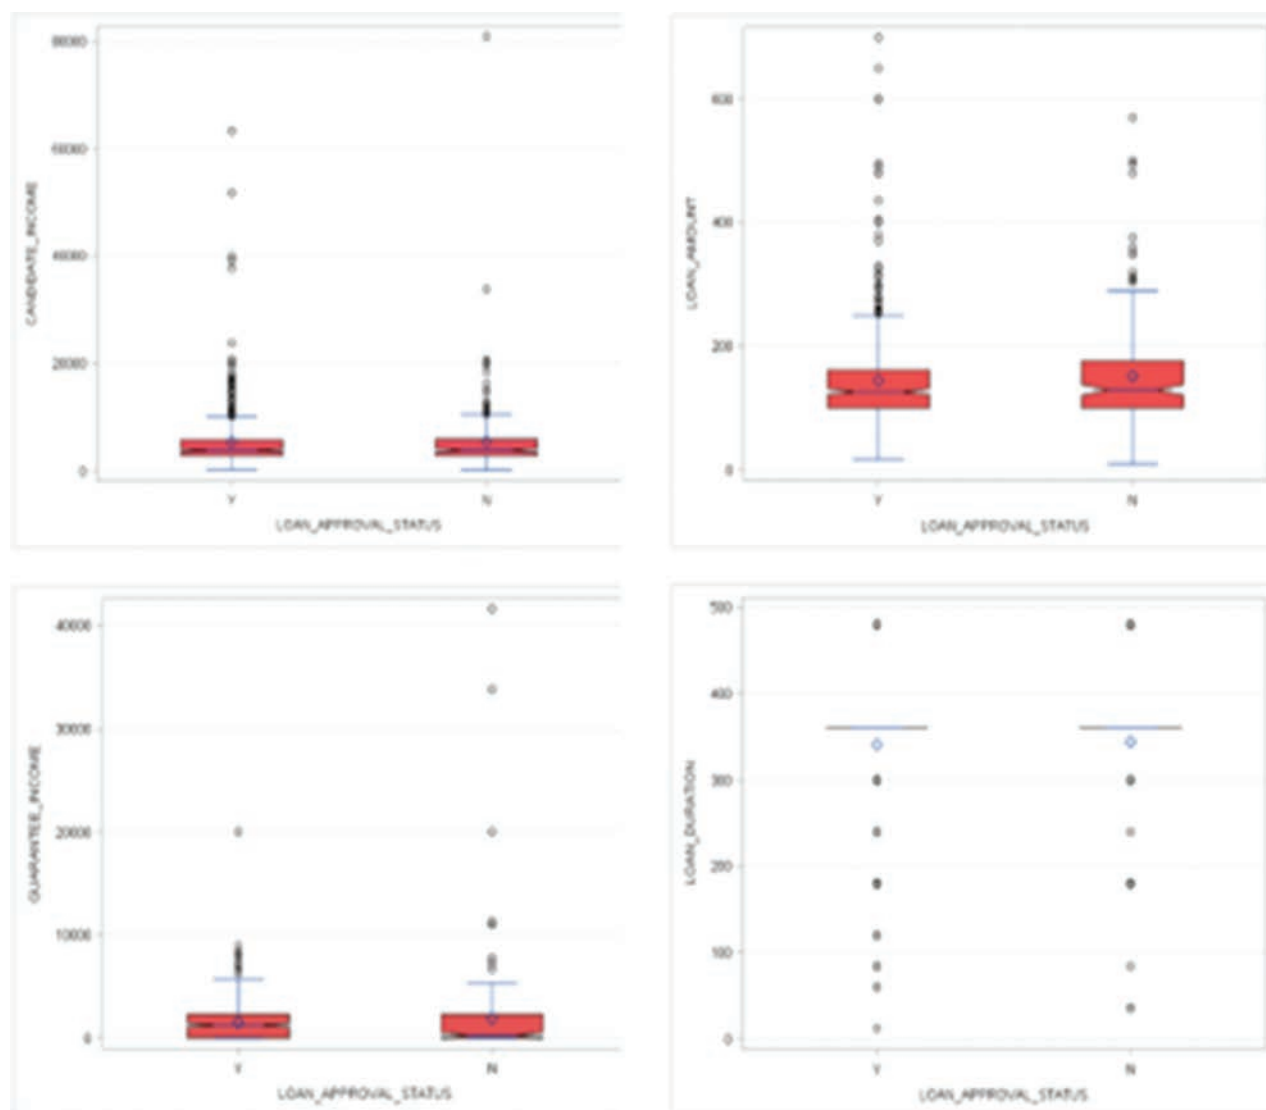 80000
60000
40000
20000
0
CANDIDATE_INCOME
Y
N
LOAN_APPROVAL_STATUS
600
400
200
0
LOAN_AMOUNT
Y
N
LOAN_APPROVAL_STATUS
40000
30000
20000
10000
0
GUARANTEE_INCOME
Y
N
LOAN_APPROVAL_STATUS
500
400
300
200
100
0
LOAN_DURATION
Y
N
LOAN_APPROVAL_STATUS